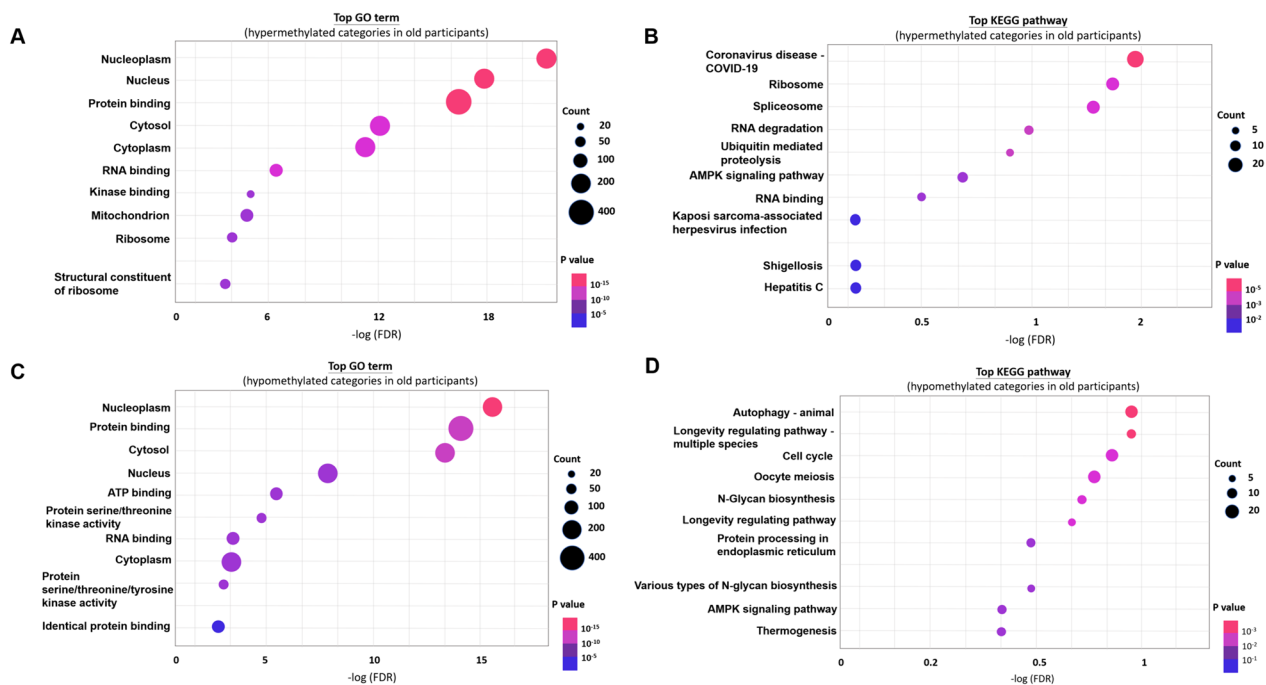 A
Top GO term
(hypermethylated categories in old participants)
Nucleoplasm
Nucleus
Protein binding
Cytosol
Cytoplasm
RNA binding
Kinase binding
Mitochondrion
Ribosome
Structural constituent
of ribosome
0
6
12
18
-log (FDR)
Count
20
50
100
200
400
P value
10-15
10-10
10-5
B
Top KEGG pathway
(hypermethylated categories in old participants)
Coronavirus disease -
COVID-19
Ribosome
Spliceosome
RNA degradation
Ubiquitin mediated
proteolysis
AMPK signaling pathway
RNA binding
Kaposi sarcoma-associated
herpesvirus infection
Shigellosis
Hepatitis C
0
0.5
1
2
-log (FDR)
Count
5
10
20
P value
10-5
10-3
10-2
C
Top GO term
(hypomethylated categories in old participants)
Nucleoplasm
Protein binding
Cytosol
Nucleus
ATP binding
Protein serine/threonine
kinase activity
RNA binding
Cytoplasm
Protein
serine/threonine/tyrosine
kinase activity
Identical protein binding
0
5
10
15
-log (FDR)
Count
20
50
100
200
400
P value
10-15
10-10
10-5
D
Top KEGG pathway
(hypomethylated categories in old participants)
Autophagy - animal
Longevity regulating pathway -
multiple species
Cell cycle
Oocyte meiosis
N-Glycan biosynthesis
Longevity regulating pathway
Protein processing in
endoplasmic reticulum
Various types of N-glycan biosynthesis
AMPK signaling pathway
Thermogenesis
0
0.2
0.5
1
-log (FDR)
Count
5
10
20
P value
10-3
10-2
10-1